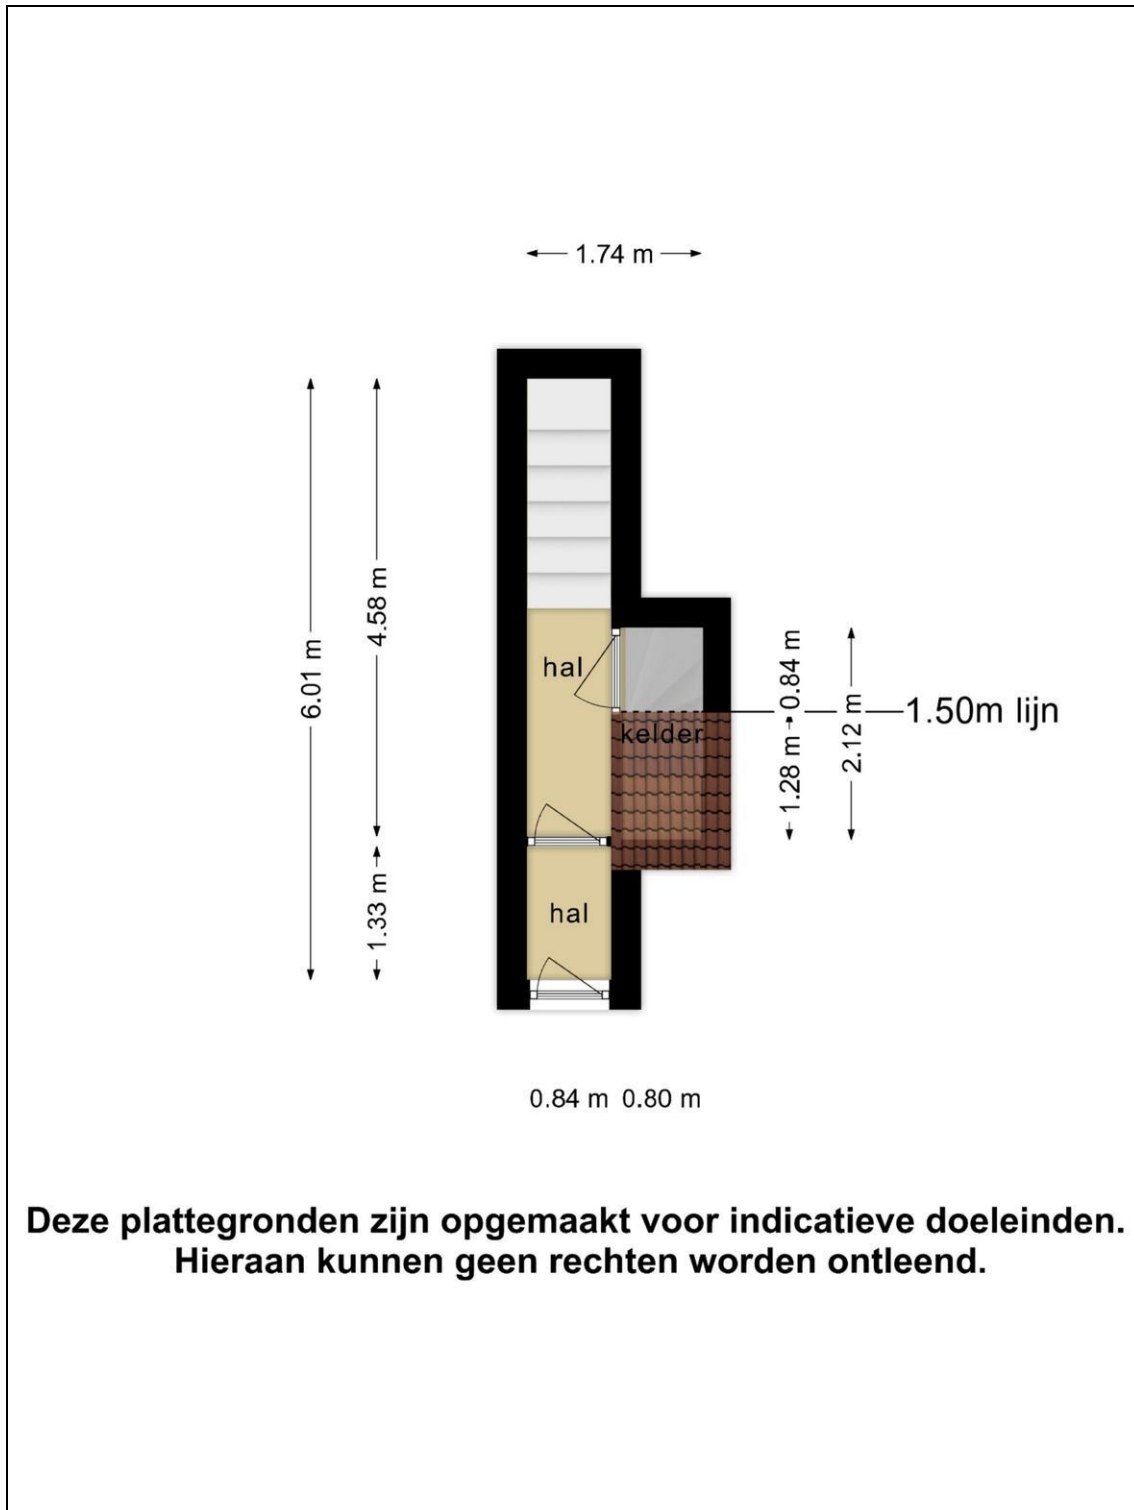 1.74 m
6.01 m
4.58 m
1.33 m
hal
kelder
hal
0.84 m
1.28 m
2.12 m
1.50m lijn
0.84 m
0.80 m
Deze plattegronden zijn opgemaakt voor indicatieve doeleinden.
Hieraan kunnen geen rechten worden ontleend.